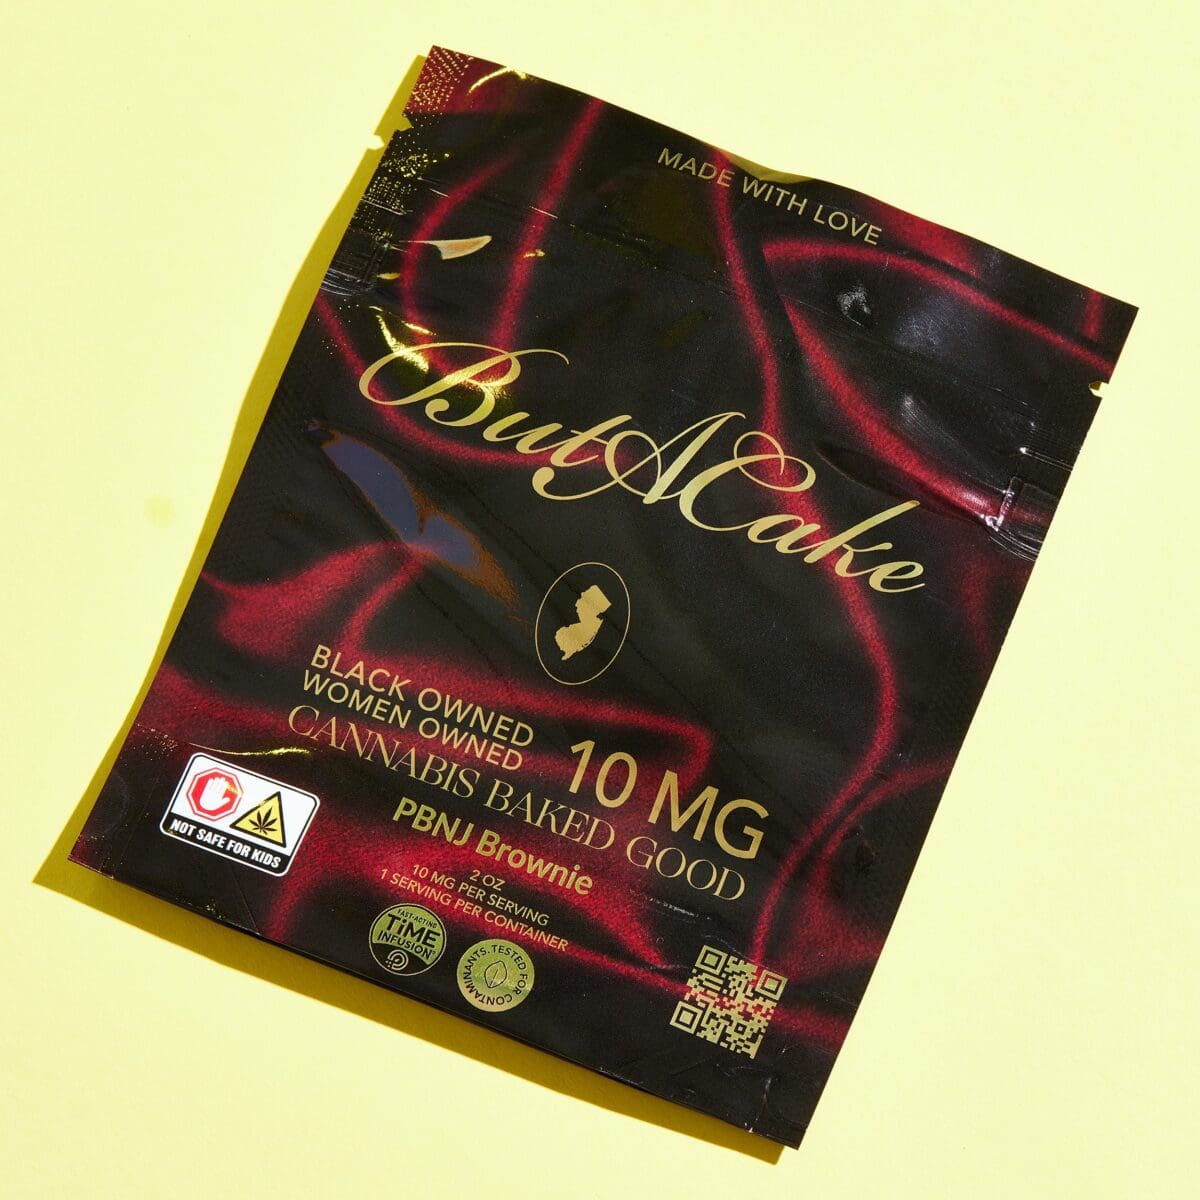 MADE WITH LOVE
ButACake
BLACK OWNED
WOMEN OWNED
10 MG
CANNABIS BAKED GOOD
PBNJ Brownie
2 OZ
10 MG PER SERVING
1 SERVING PER CONTAINER
NOT SAFE FOR KIDS
FAST-ACTING
TiME
INFUSION
TESTED FOR CONTAMINANTS